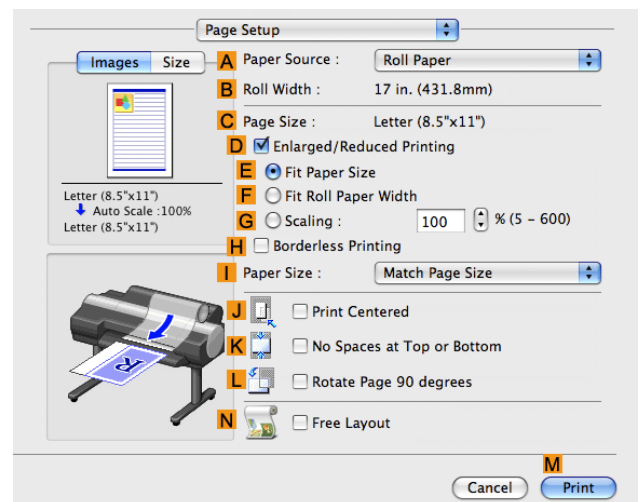 Page Setup
Images Size
A Paper Source : Roll Paper
B Roll Width : 17 in. (431.8mm)
C Page Size : Letter (8.5"x11")
D Enlarged/Reduced Printing
E Fit Paper Size
F Fit Roll Paper Width
G Scaling : 100 % (5 - 600)
H Borderless Printing
Letter (8.5"x11")
Auto Scale :100%
Letter (8.5"x11")
I Paper Size : Match Page Size
J Print Centered
K No Spaces at Top or Bottom
L Rotate Page 90 degrees
N Free Layout
R
M
Cancel Print